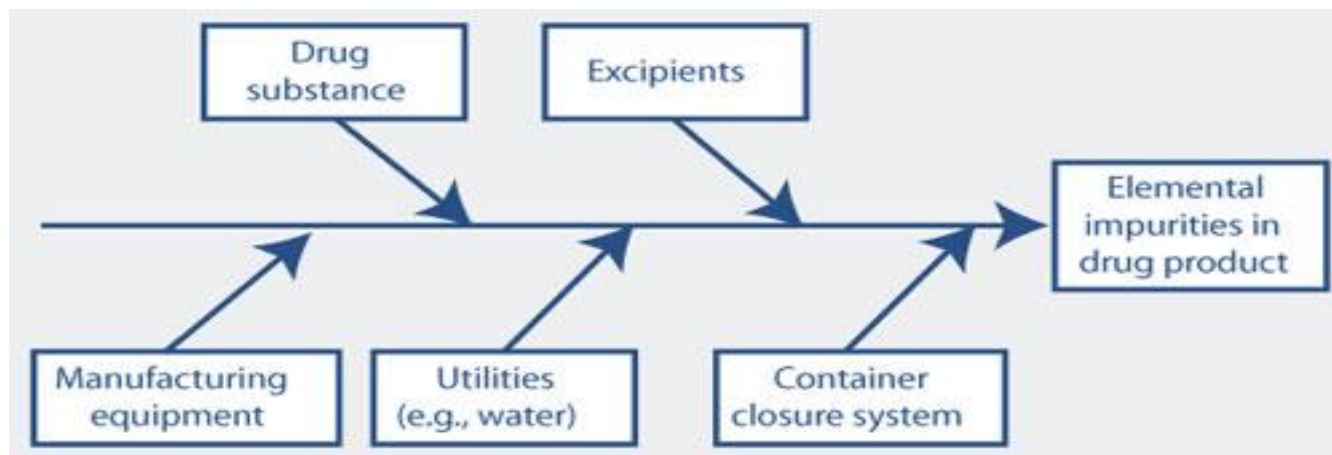 Drug
substance
Excipients
Elemental
impurities in
drug product
Manufacturing
equipment
Utilities
(e.g., water)
Container
closure system